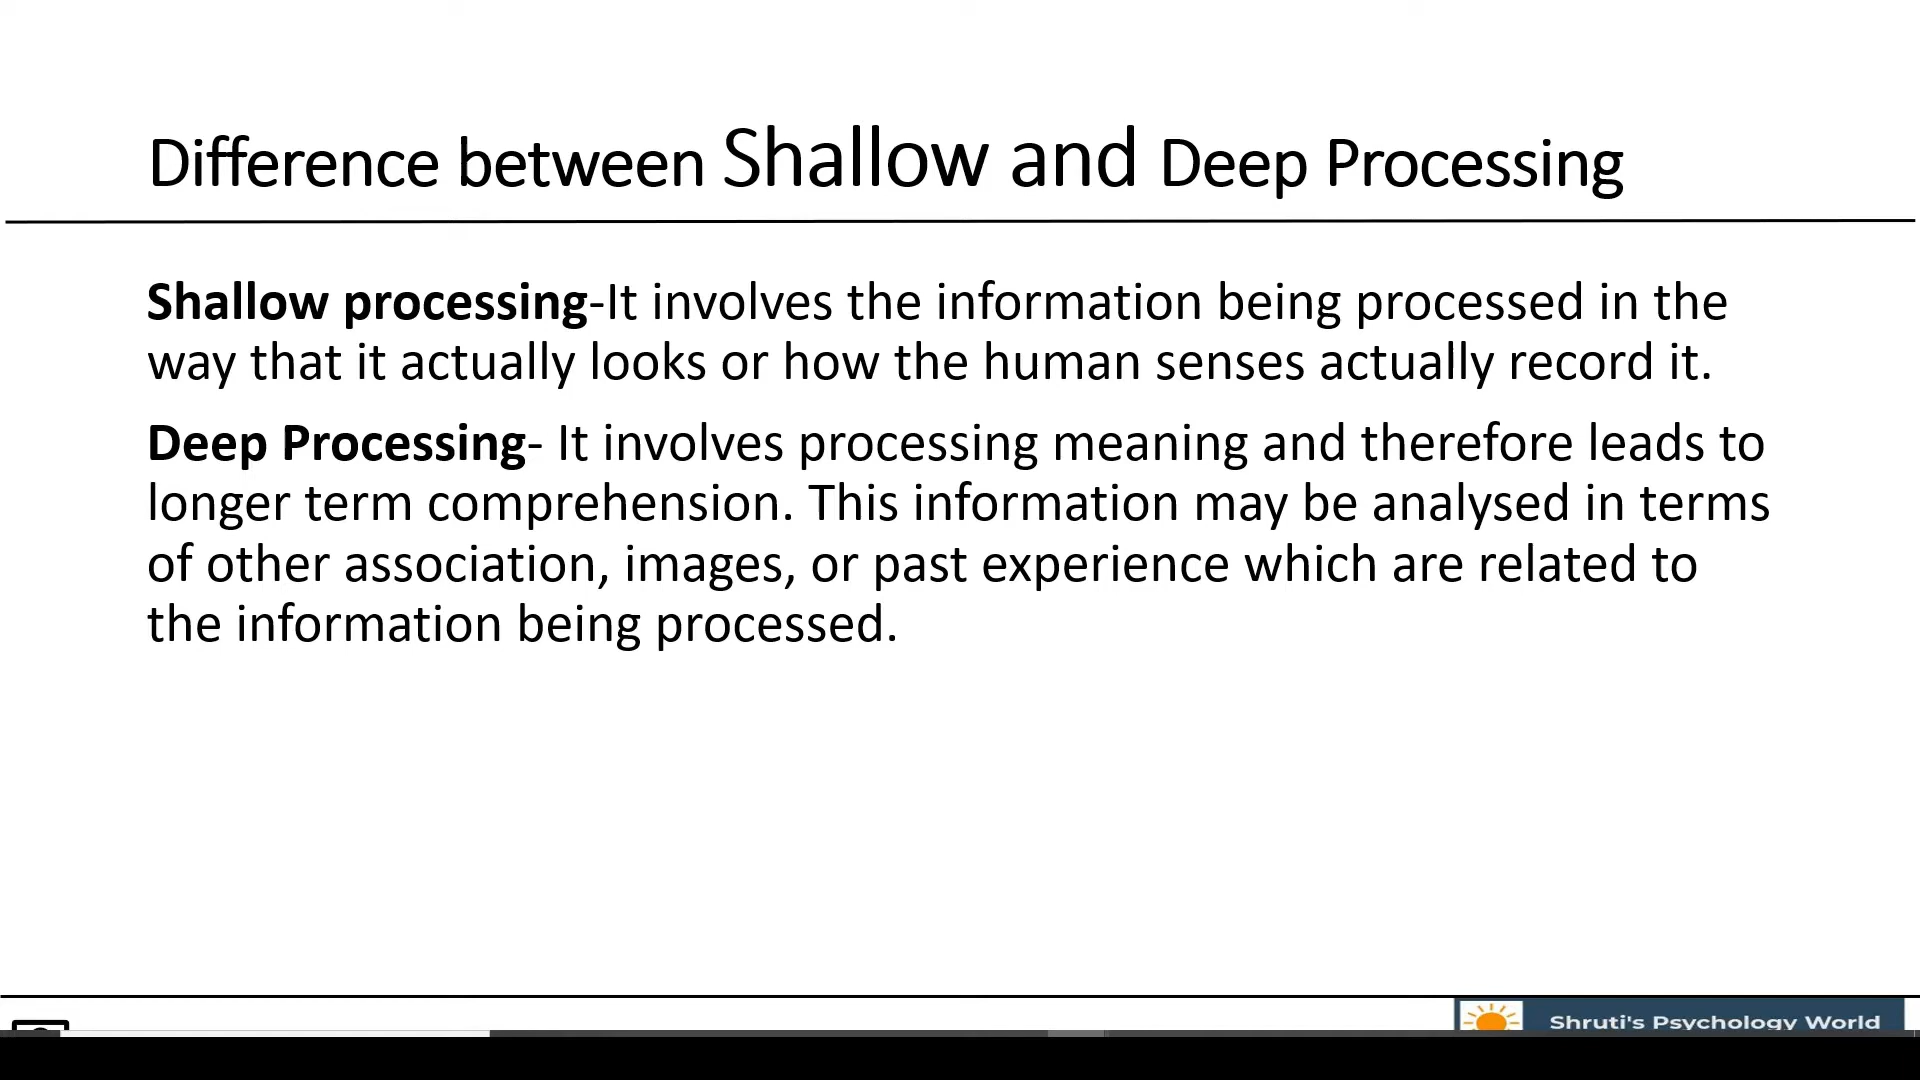 Difference between Shallow and Deep Processing
Shallow processing-It involves the information being processed in the
way that it actually looks or how the human senses actually record it.
Deep Processing- It involves processing meaning and therefore leads to
longer term comprehension. This information may be analysed in terms
of other association, images, or past experience which are related to
the information being processed.
Shruti's Psychology World